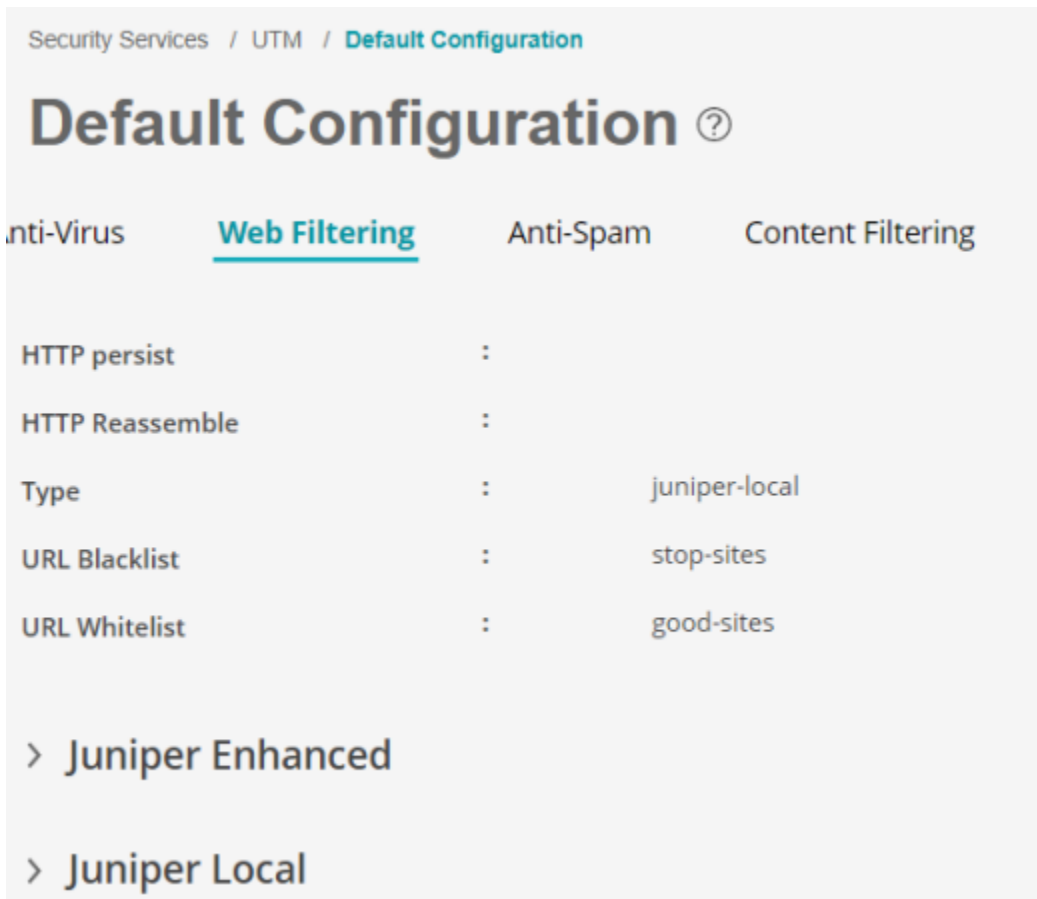 Security Services / UTM / Default Configuration
Default Configuration ?
nti-Virus Web Filtering Anti-Spam Content Filtering
HTTP persist :
HTTP Reassemble :
Type : juniper-local
URL Blacklist : stop-sites
URL Whitelist : good-sites
> Juniper Enhanced
> Juniper Local